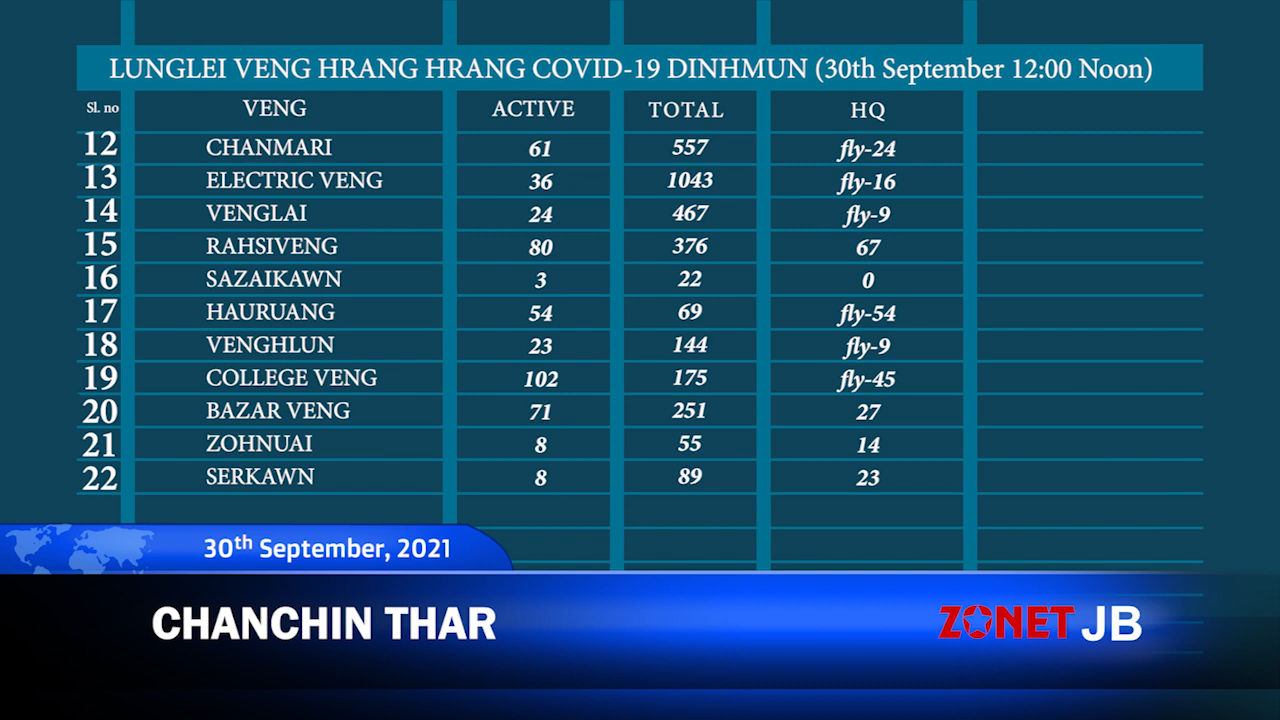 LUNGLEI VENG HRANG HRANG COVID-19 DINHMUN (30th September 12:00 Noon)
Sl. no VENG ACTIVE TOTAL HQ
12 CHANMARI 61 557 fly-24
13 ELECTRIC VENG 36 1043 fly-16
14 VENGLAI 24 467 fly-9
15 RAHSIVENG 80 376 67
16 SAZAIKAWN 3 22 0
17 HAURUANG 54 69 fly-54
18 VENGHLUN 23 144 fly-9
19 COLLEGE VENG 102 175 fly-45
20 BAZAR VENG 71 251 27
21 ZOHNUAI 8 55 14
22 SERKAWN 8 89 23
30th September, 2021
CHANCHIN THAR
ZONET JB